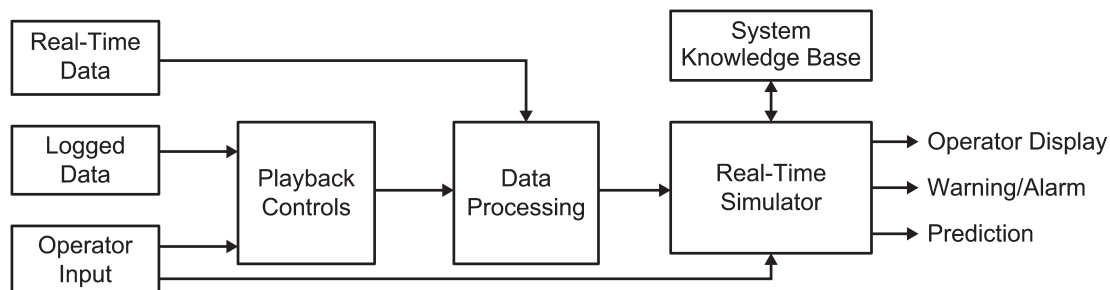 Real-Time
Data
Logged
Data
Operator
Input
Playback
Controls
Data
Processing
System
Knowledge Base
Real-Time
Simulator
Operator Display
Warning/Alarm
Prediction